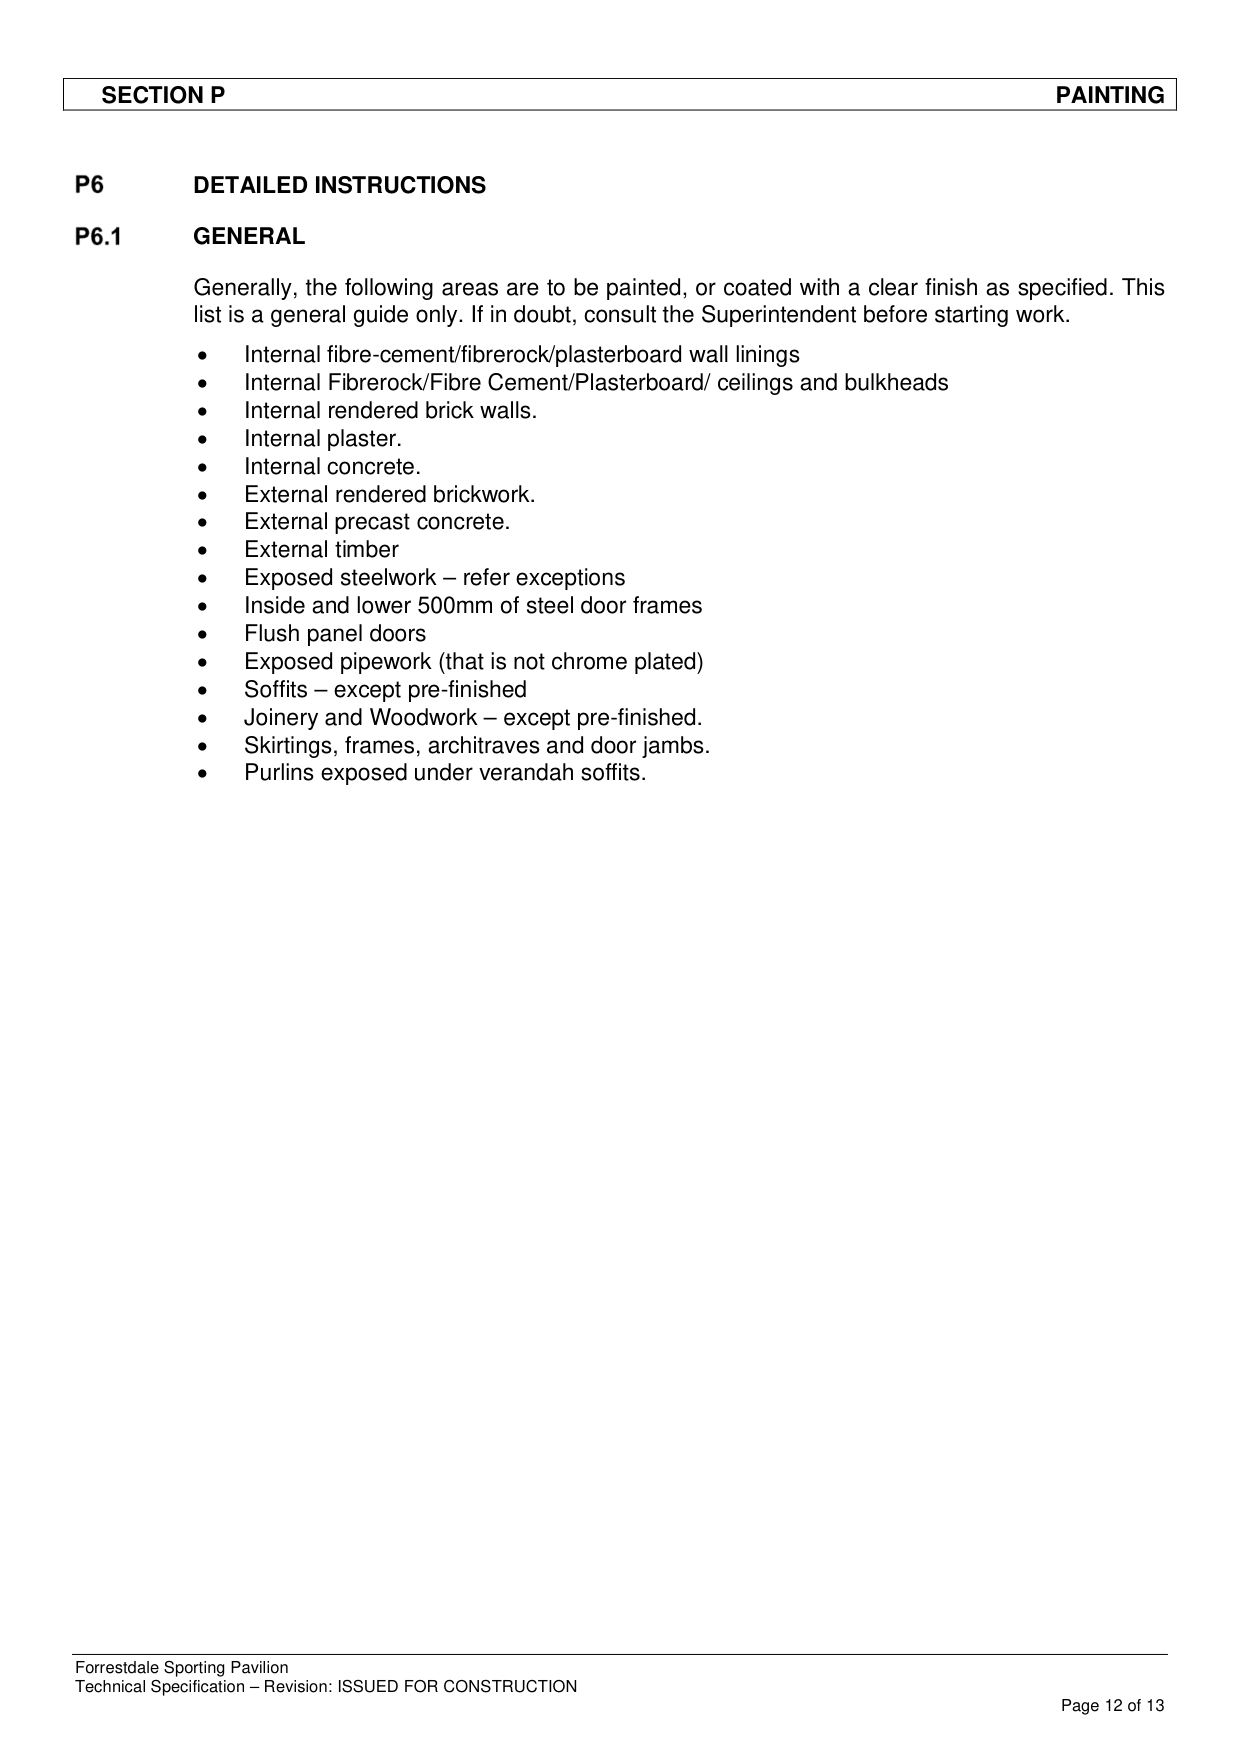 SECTION P PAINTING
P6 DETAILED INSTRUCTIONS
P6.1 GENERAL
Generally, the following areas are to be painted, or coated with a clear finish as specified. This
list is a general guide only. If in doubt, consult the Superintendent before starting work.
• Internal fibre-cement/fibrerock/plasterboard wall linings
• Internal Fibrerock/Fibre Cement/Plasterboard/ ceilings and bulkheads
• Internal rendered brick walls.
• Internal plaster.
• Internal concrete.
• External rendered brickwork.
• External precast concrete.
• External timber
• Exposed steelwork – refer exceptions
• Inside and lower 500mm of steel door frames
• Flush panel doors
• Exposed pipework (that is not chrome plated)
• Soffits – except pre-finished
• Joinery and Woodwork – except pre-finished.
• Skirtings, frames, architraves and door jambs.
• Purlins exposed under verandah soffits.
Forrestdale Sporting Pavilion
Technical Specification – Revision: ISSUED FOR CONSTRUCTION
Page 12 of 13